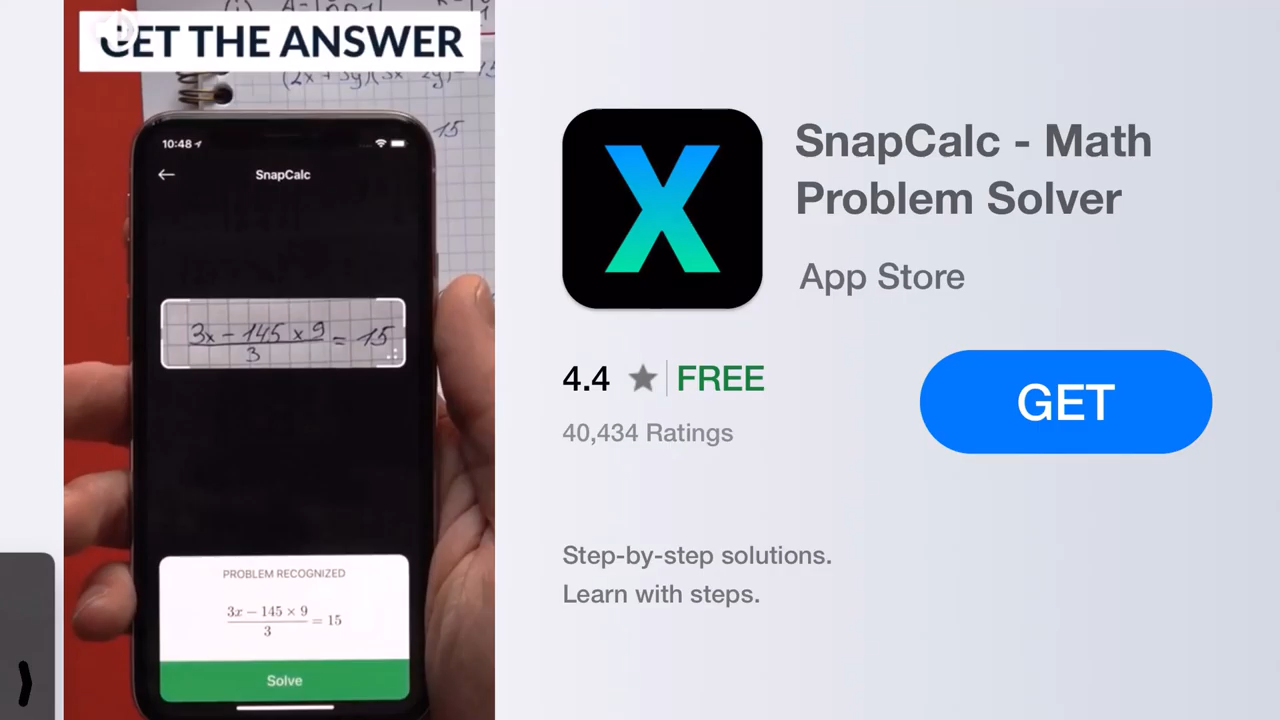 GET THE ANSWER
15
10:48
SnapCalc
3x - 145 x 9
3
= 15
PROBLEM RECOGNIZED
3x − 145 × 9
3
= 15
Solve
X
SnapCalc - Math
Problem Solver
App Store
4.4 ★ | FREE
40,434 Ratings
GET
Step-by-step solutions.
Learn with steps.